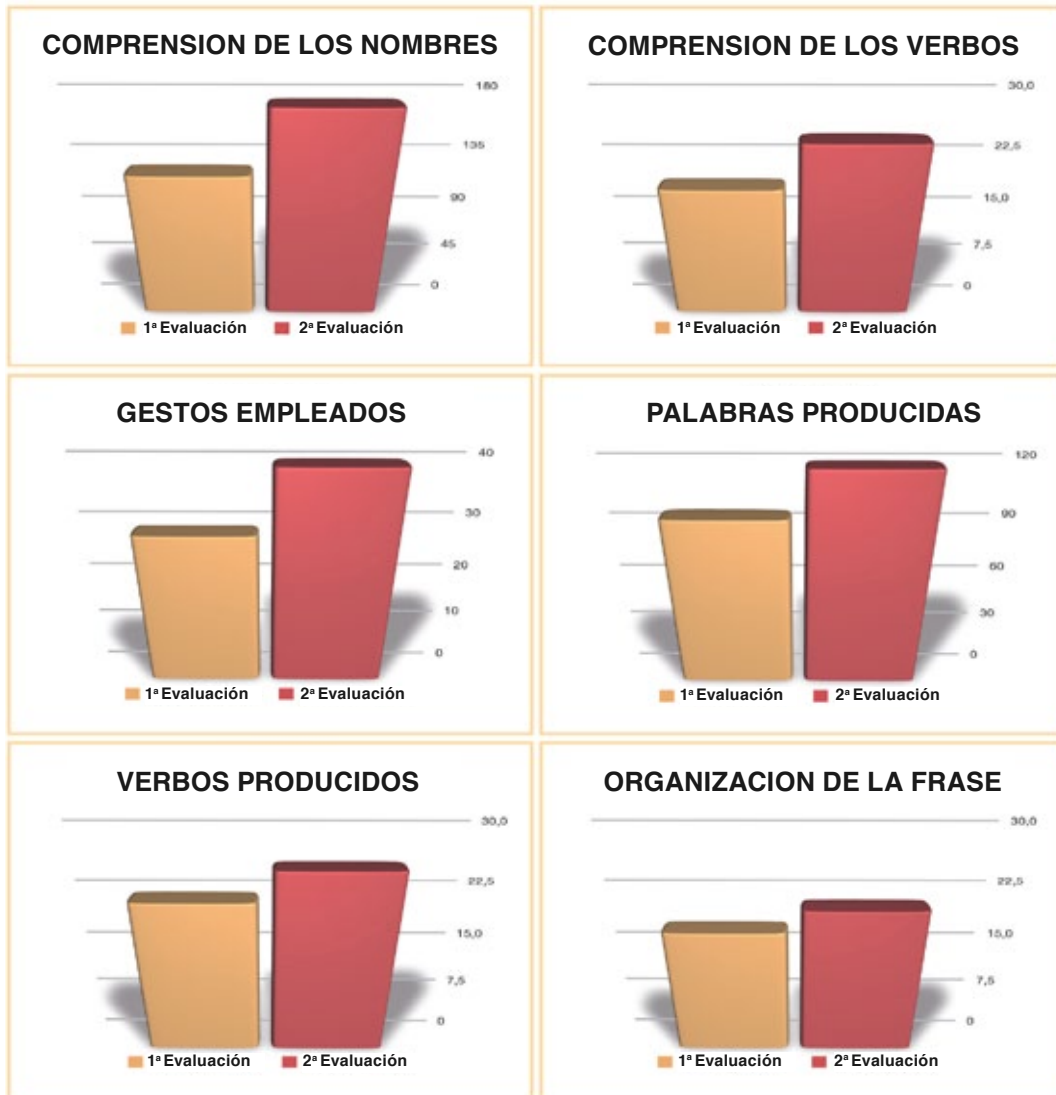 COMPRENSION DE LOS NOMBRES
180
135
90
45
0
1ª Evaluación 2ª Evaluación
COMPRENSION DE LOS VERBOS
30,0
22,5
15,0
7,5
0
1ª Evaluación 2ª Evaluación
GESTOS EMPLEADOS
40
30
20
10
0
1ª Evaluación 2ª Evaluación
PALABRAS PRODUCIDAS
120
90
60
30
0
1ª Evaluación 2ª Evaluación
VERBOS PRODUCIDOS
30,0
22,5
15,0
7,5
0
1ª Evaluación 2ª Evaluación
ORGANIZACION DE LA FRASE
30,0
22,5
15,0
7,5
0
1ª Evaluación 2ª Evaluación